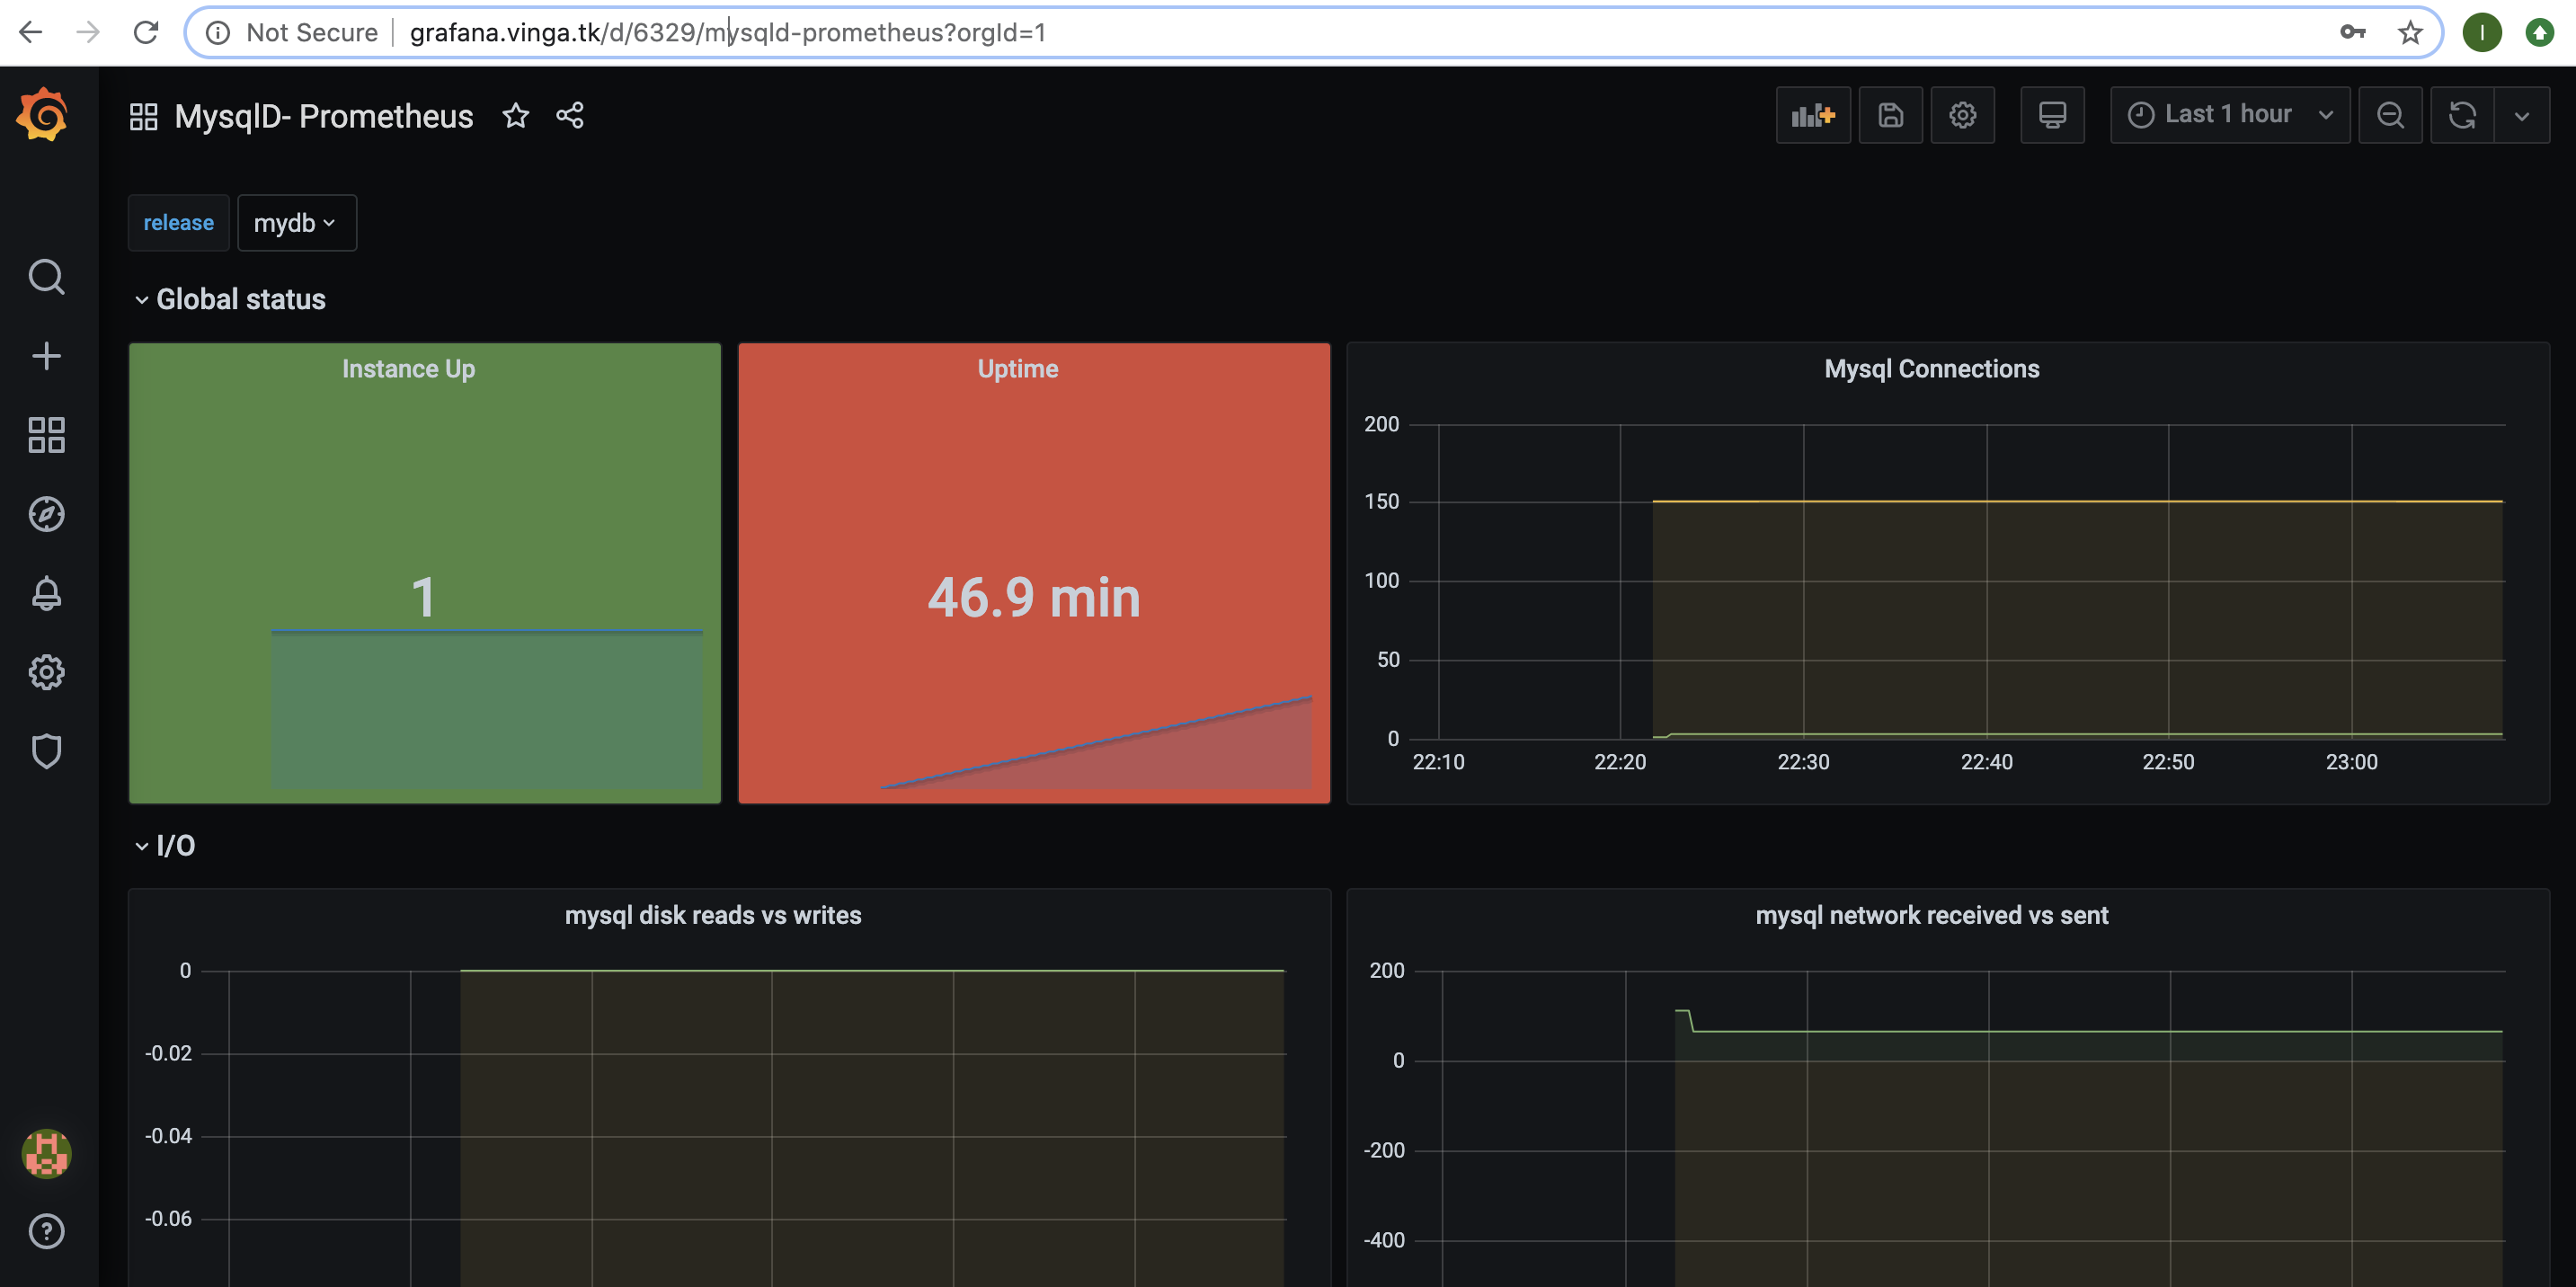 Not Secure grafana.vinga.tk/d/6329/mysqld-prometheus?orgId=1
I
MysqlD- Prometheus
Last 1 hour
release mydb
Global status
Instance Up
1
Uptime
46.9 min
Mysql Connections
200
150
100
50
0
22:10 22:20 22:30 22:40 22:50 23:00
I/O
mysql disk reads vs writes
0
-0.02
-0.04
-0.06
mysql network received vs sent
200
0
-200
-400